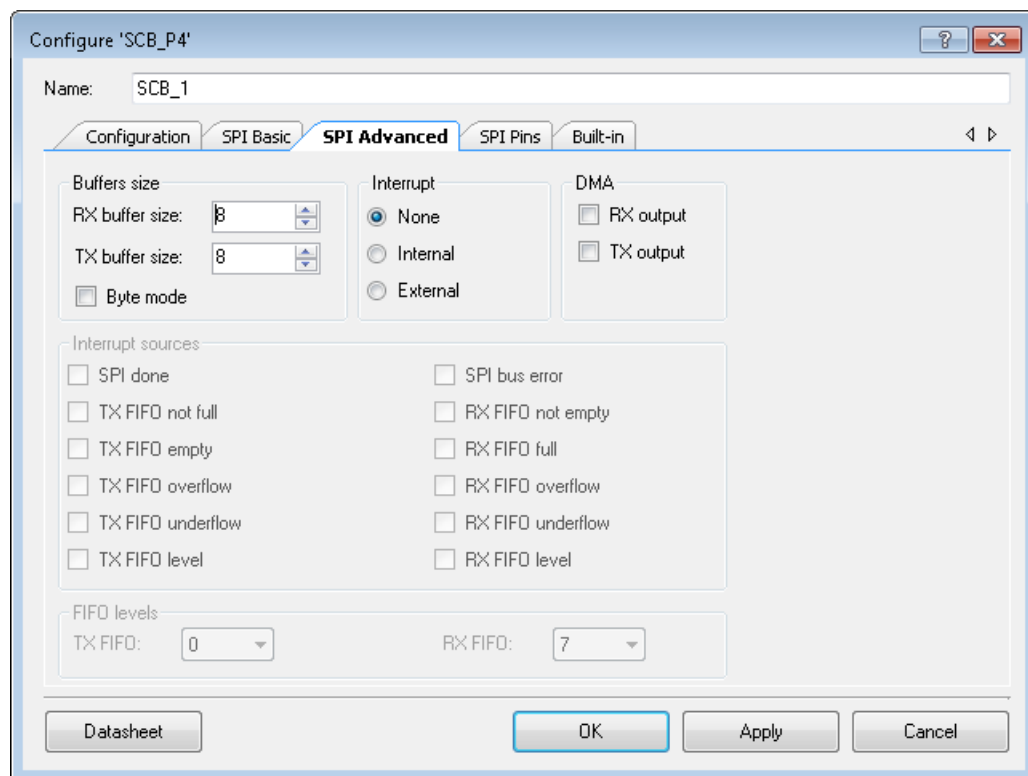 Configure 'SCB_P4'
Name: SCB_1
Configuration SPI Basic SPI Advanced SPI Pins Built-in
Buffers size Interrupt DMA
RX buffer size: 8 None RX output
TX buffer size: 8 Internal TX output
Byte mode External
Interrupt sources
SPI done SPI bus error
TX FIFO not full RX FIFO not empty
TX FIFO empty RX FIFO full
TX FIFO overflow RX FIFO overflow
TX FIFO underflow RX FIFO underflow
TX FIFO level RX FIFO level
FIFO levels
TX FIFO: 0 RX FIFO: 7
Datasheet OK Apply Cancel